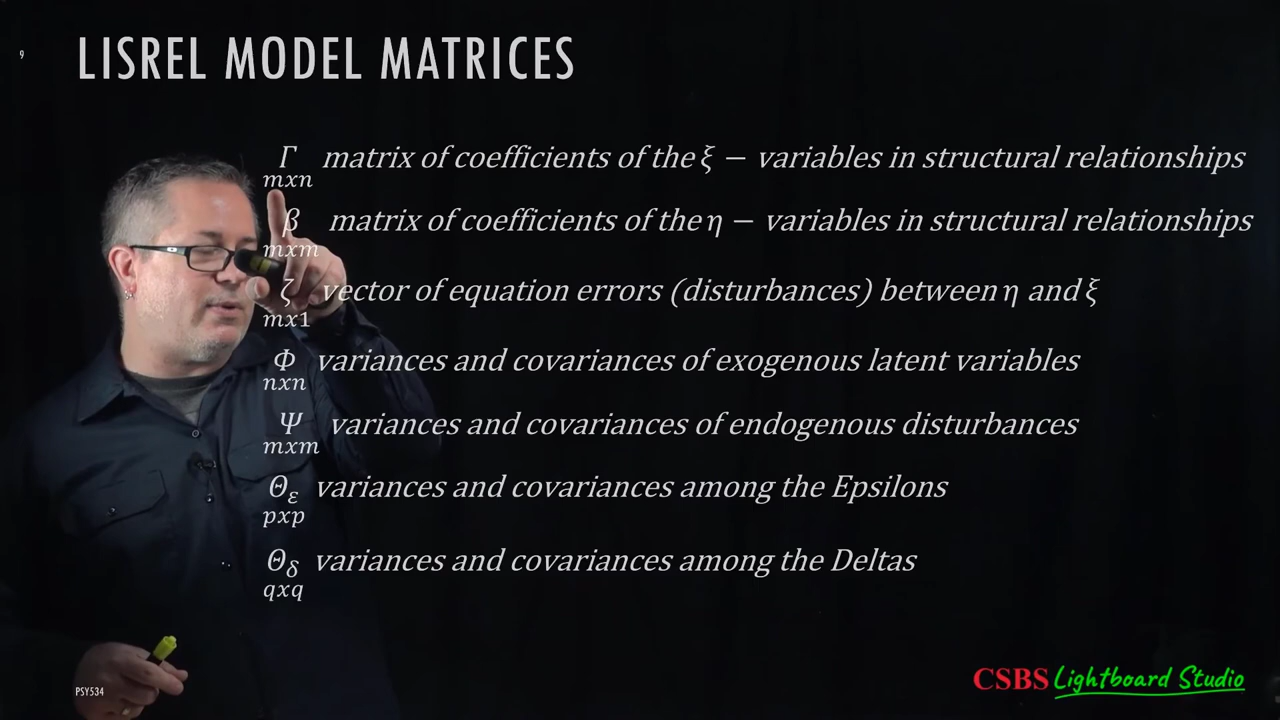 9
LISREL MODEL MATRICES
Γ matrix of coefficients of the ξ − variables in structural relationships
mxn
β matrix of coefficients of the η − variables in structural relationships
mxm
ζ vector of equation errors (disturbances) between η and ξ
mx1
Φ variances and covariances of exogenous latent variables
nxn
Ψ variances and covariances of endogenous disturbances
mxm
Θε variances and covariances among the Epsilons
pxp
Θδ variances and covariances among the Deltas
qxq
PSY534
CSBS Lightboard Studio